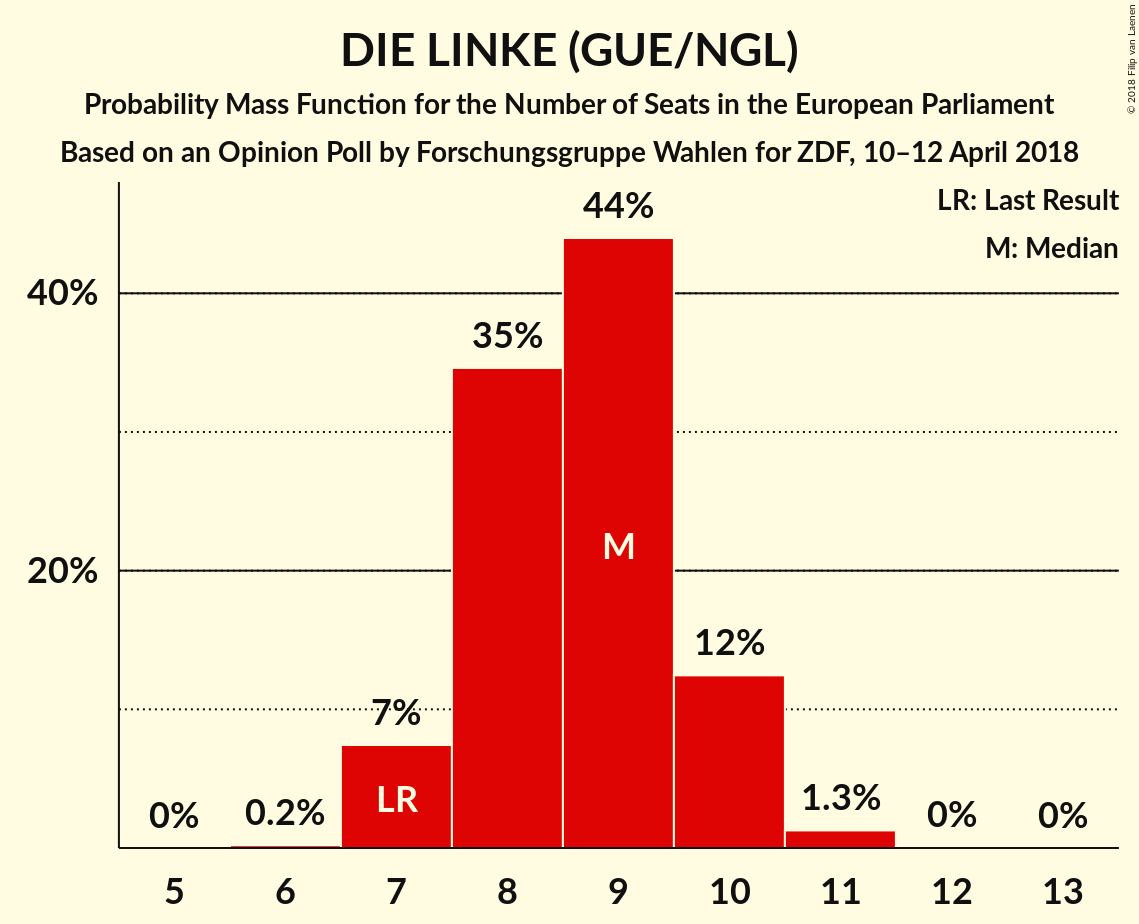 DIE LINKE (GUE/NGL)
Probability Mass Function for the Number of Seats in the European Parliament
Based on an Opinion Poll by Forschungsgruppe Wahlen for ZDF, 10–12 April 2018
© 2018 Filip van Laenen
LR: Last Result
M: Median
40%
20%
0%
0.2%
7%
35%
44%
12%
1.3%
0%
0%
LR
M
5 6 7 8 9 10 11 12 13